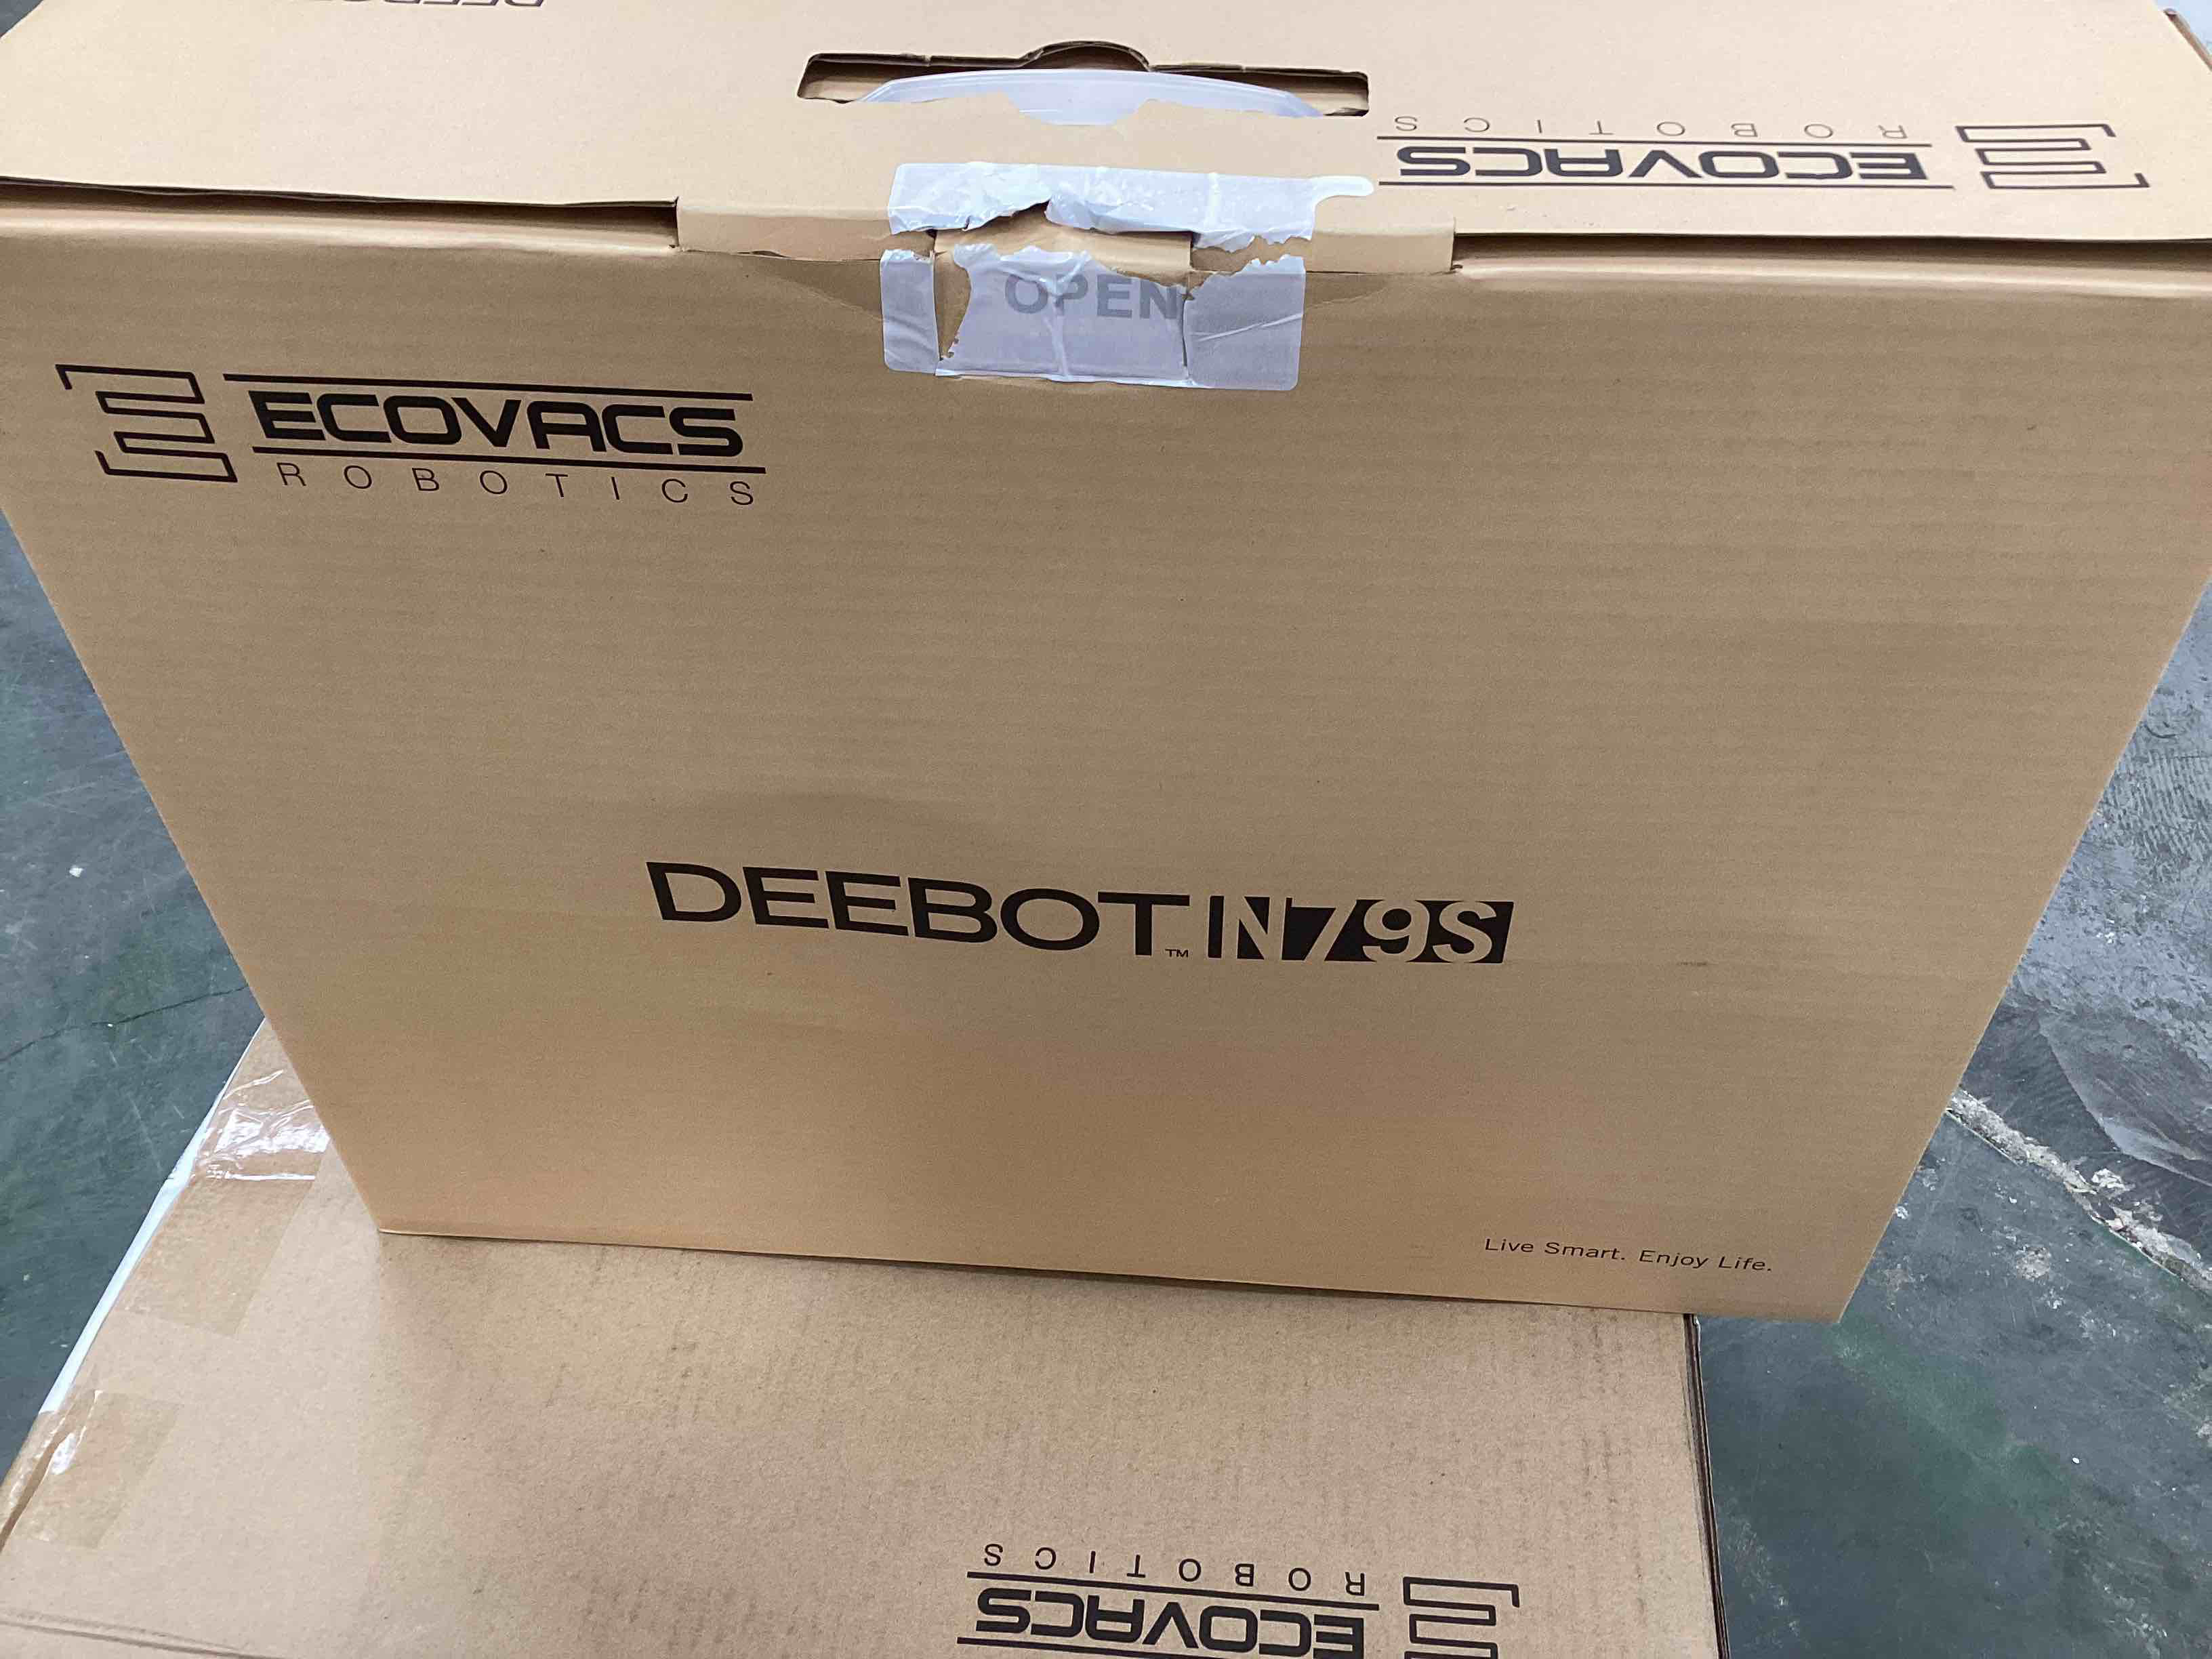 ECOVACS
ROBOTICS
OPEN
ECOVACS
ROBOTICS
DEEBOT™ N79S
Live Smart. Enjoy Life.
ECOVACS
ROBOTICS